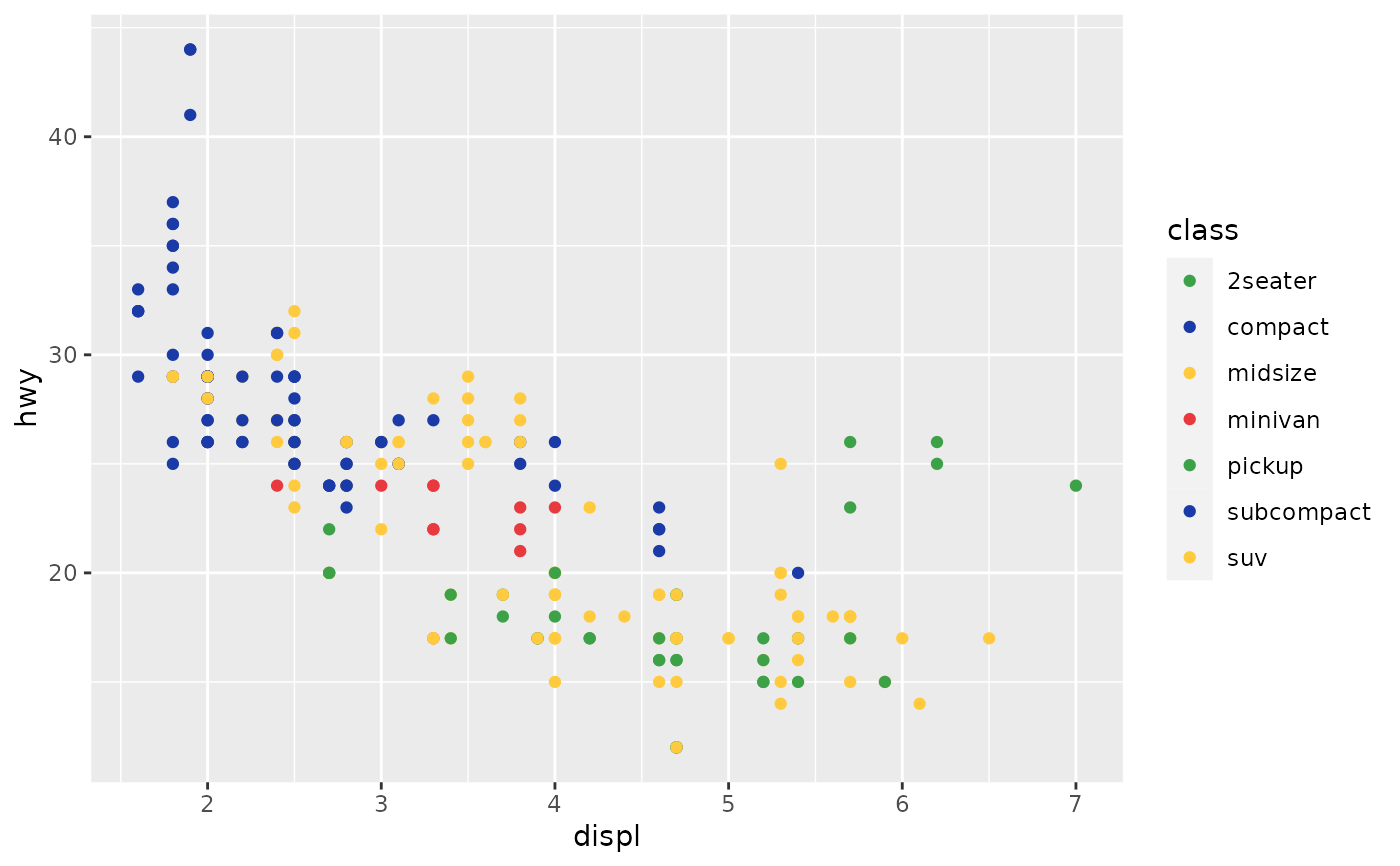 40
30
20
hwy
2 3 4 5 6 7
displ
class
2seater
compact
midsize
minivan
pickup
subcompact
suv